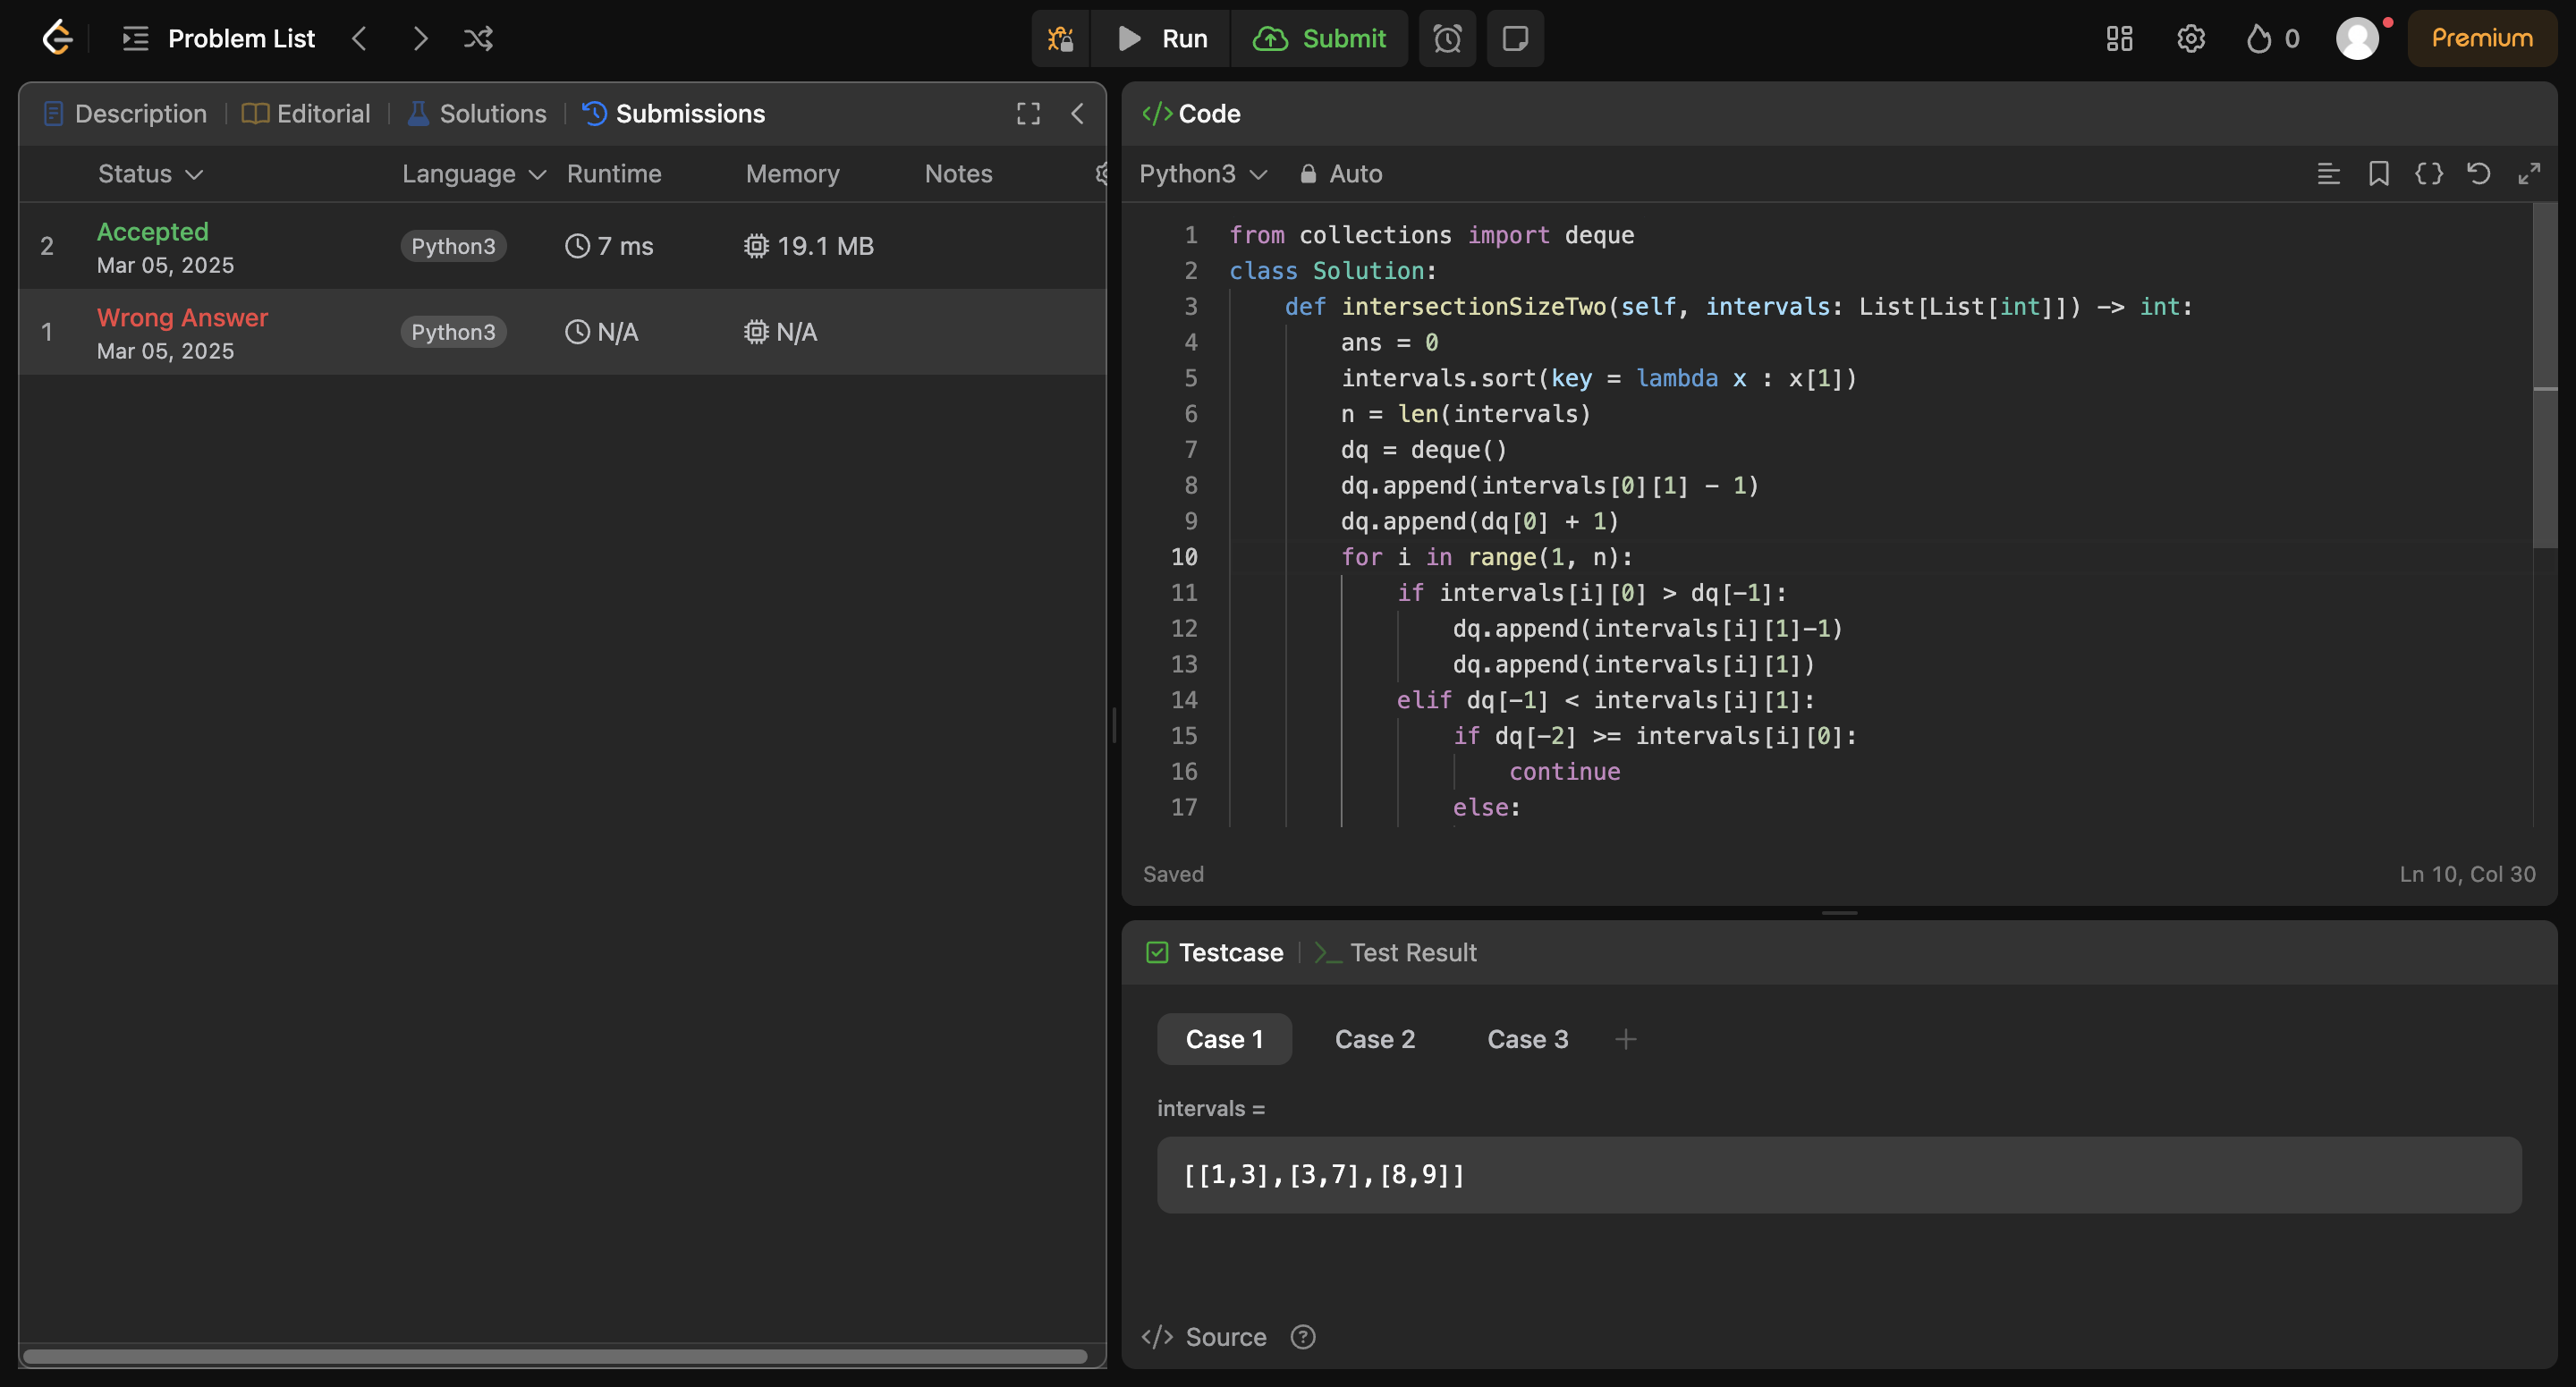 Problem List
Run
Submit
0
Premium
Description
Editorial
Solutions
Submissions
Status
Language
Runtime
Memory
Notes
2
Accepted
Mar 05, 2025
Python3
7 ms
19.1 MB
1
Wrong Answer
Mar 05, 2025
Python3
N/A
N/A
</> Code
Python3
Auto
1 from collections import deque
2 class Solution:
3     def intersectionSizeTwo(self, intervals: List[List[int]]) -> int:
4         ans = 0
5         intervals.sort(key = lambda x : x[1])
6         n = len(intervals)
7         dq = deque()
8         dq.append(intervals[0][1] - 1)
9         dq.append(dq[0] + 1)
10         for i in range(1, n):
11             if intervals[i][0] > dq[-1]:
12                 dq.append(intervals[i][1]-1)
13                 dq.append(intervals[i][1])
14             elif dq[-1] < intervals[i][1]:
15                 if dq[-2] >= intervals[i][0]:
16                     continue
17                 else:
Saved
Ln 10, Col 30
Testcase
Test Result
Case 1
Case 2
Case 3
intervals =
[[1,3],[3,7],[8,9]]
</> Source